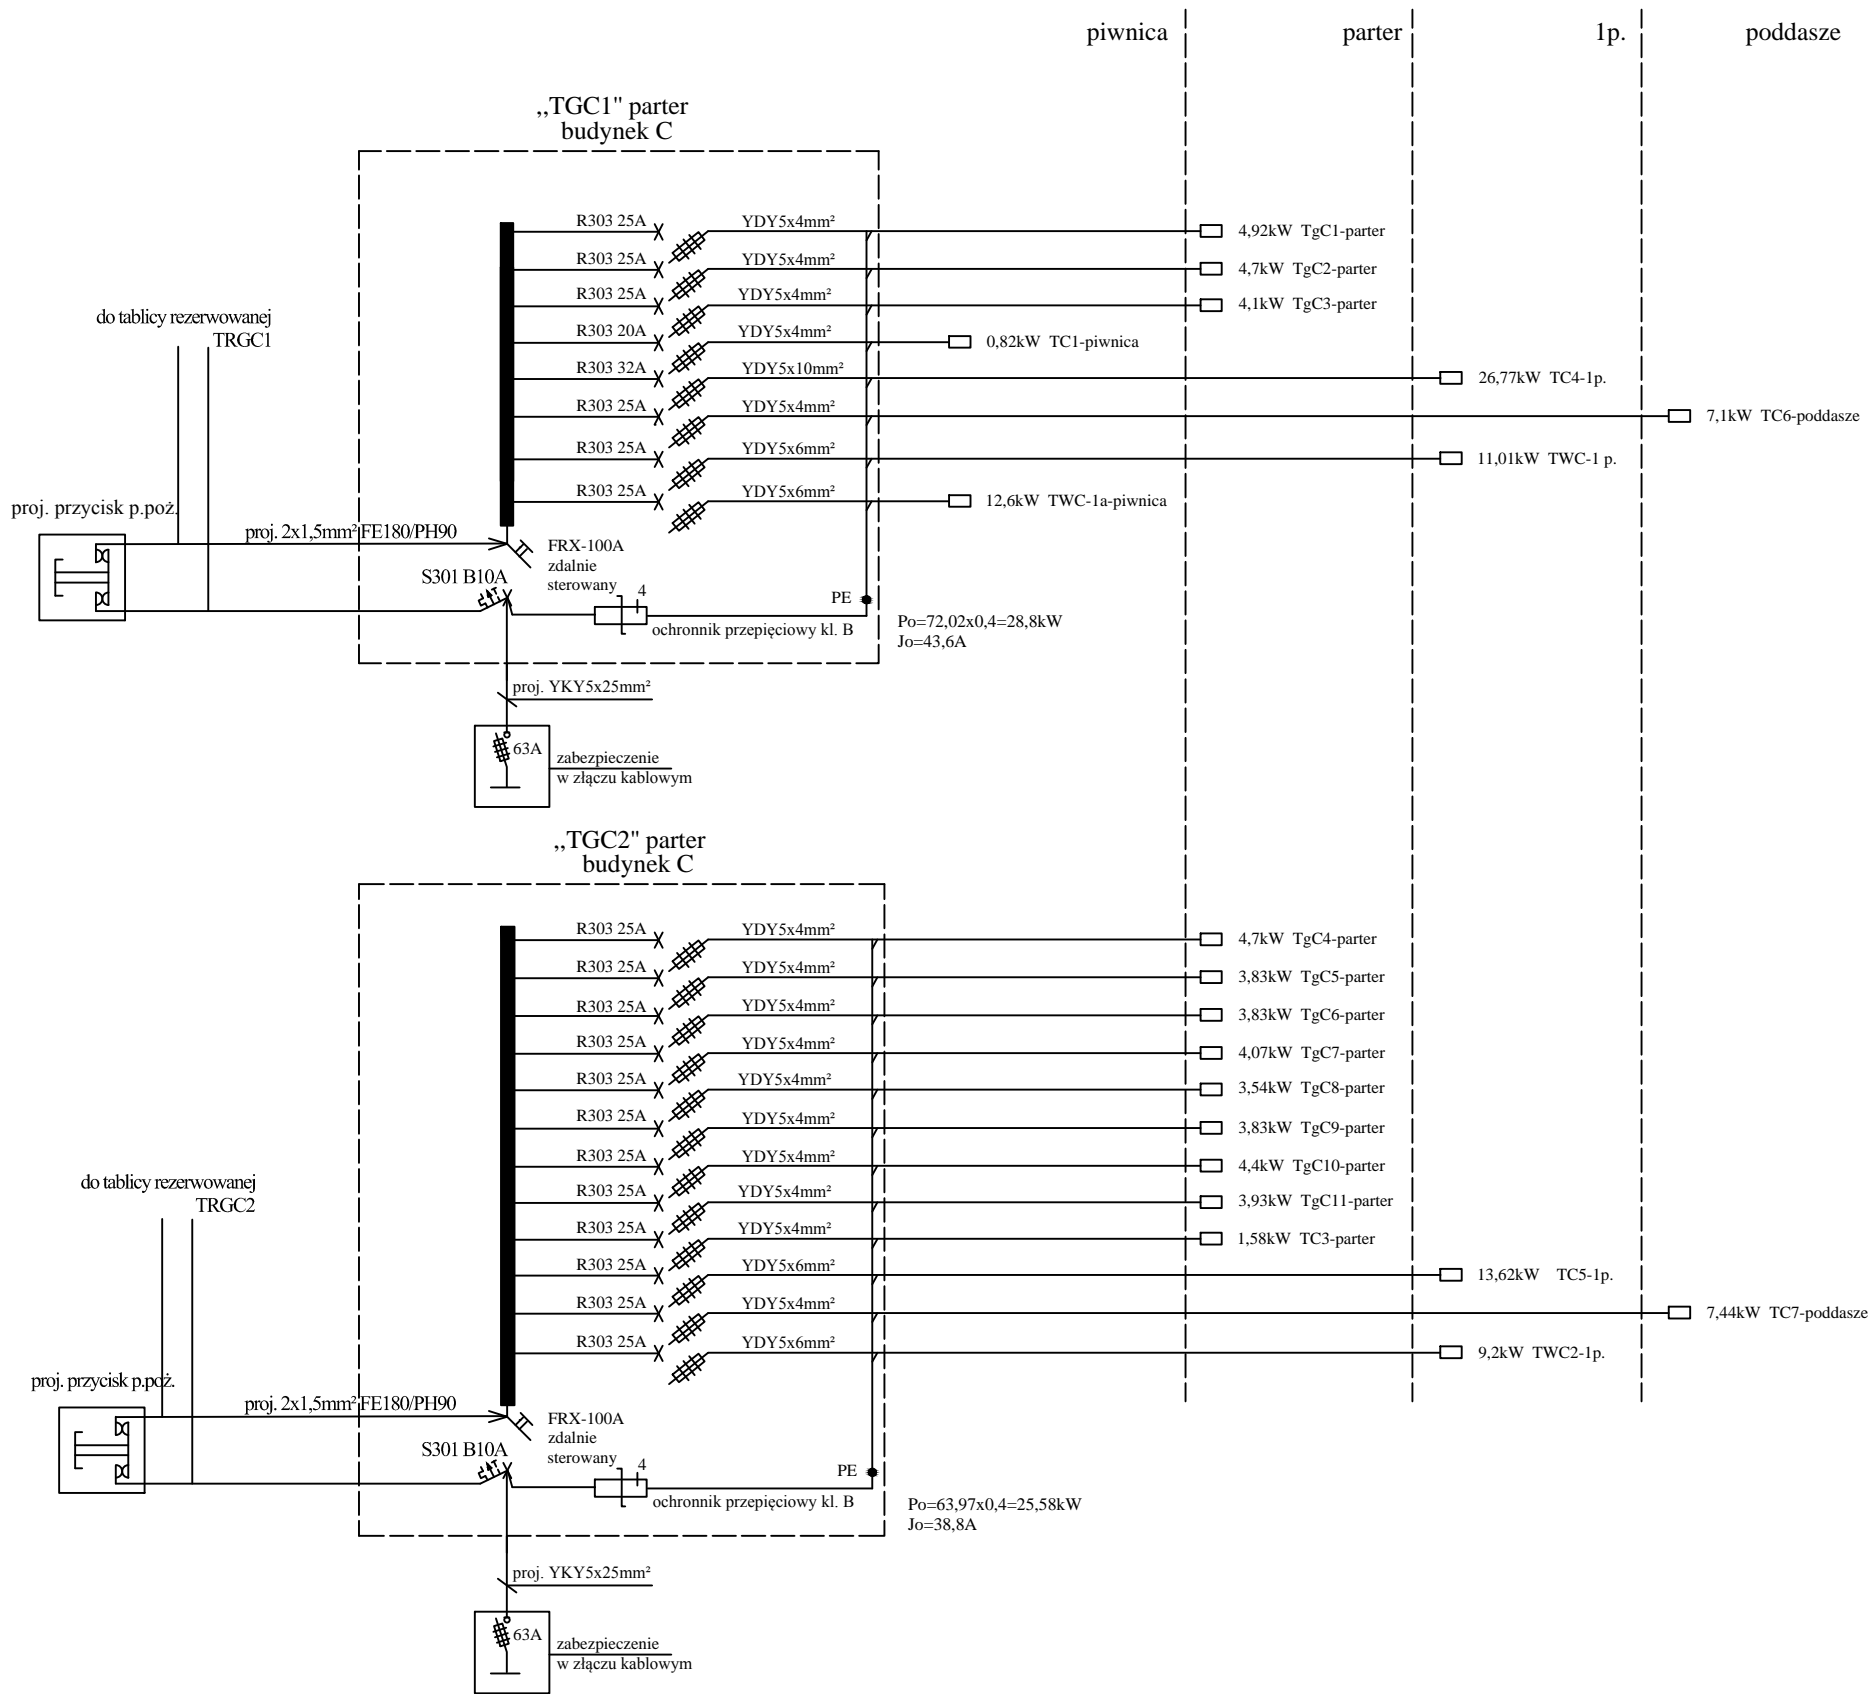 piwnica
parter
1p.
poddasze
,,TGC1" parter
budynek C
R303 25A
YDY5x4mm²
4,92kW TgC1-parter
R303 25A
YDY5x4mm²
4,7kW TgC2-parter
R303 25A
YDY5x4mm²
4,1kW TgC3-parter
do tablicy rezerwowanej
TRGC1
R303 20A
YDY5x4mm²
0,82kW TC1-piwnica
R303 32A
YDY5x10mm²
26,77kW TC4-1p.
R303 25A
YDY5x4mm²
7,1kW TC6-poddasze
R303 25A
YDY5x6mm²
11,01kW TWC-1 p.
R303 25A
YDY5x6mm²
12,6kW TWC-1a-piwnica
proj. przycisk p.poż.
proj. 2x1,5mm² FE180/PH90
FRX-100A
zdalnie
sterowany
S301 B10A
4
PE
ochronnik przepięciowy kl. B
Po=72,02x0,4=28,8kW
Jo=43,6A
proj. YKY5x25mm²
63A
zabezpieczenie
w złączu kablowym
,,TGC2" parter
budynek C
R303 25A
YDY5x4mm²
4,7kW TgC4-parter
R303 25A
YDY5x4mm²
3,83kW TgC5-parter
R303 25A
YDY5x4mm²
3,83kW TgC6-parter
R303 25A
YDY5x4mm²
4,07kW TgC7-parter
R303 25A
YDY5x4mm²
3,54kW TgC8-parter
R303 25A
YDY5x4mm²
3,83kW TgC9-parter
R303 25A
YDY5x4mm²
4,4kW TgC10-parter
do tablicy rezerwowanej
TRGC2
R303 25A
YDY5x4mm²
3,93kW TgC11-parter
R303 25A
YDY5x4mm²
1,58kW TC3-parter
R303 25A
YDY5x6mm²
13,62kW TC5-1p.
R303 25A
YDY5x4mm²
7,44kW TC7-poddasze
R303 25A
YDY5x6mm²
9,2kW TWC2-1p.
proj. przycisk p.poż.
proj. 2x1,5mm² FE180/PH90
FRX-100A
zdalnie
sterowany
S301 B10A
4
PE
ochronnik przepięciowy kl. B
Po=63,97x0,4=25,58kW
Jo=38,8A
proj. YKY5x25mm²
63A
zabezpieczenie
w złączu kablowym